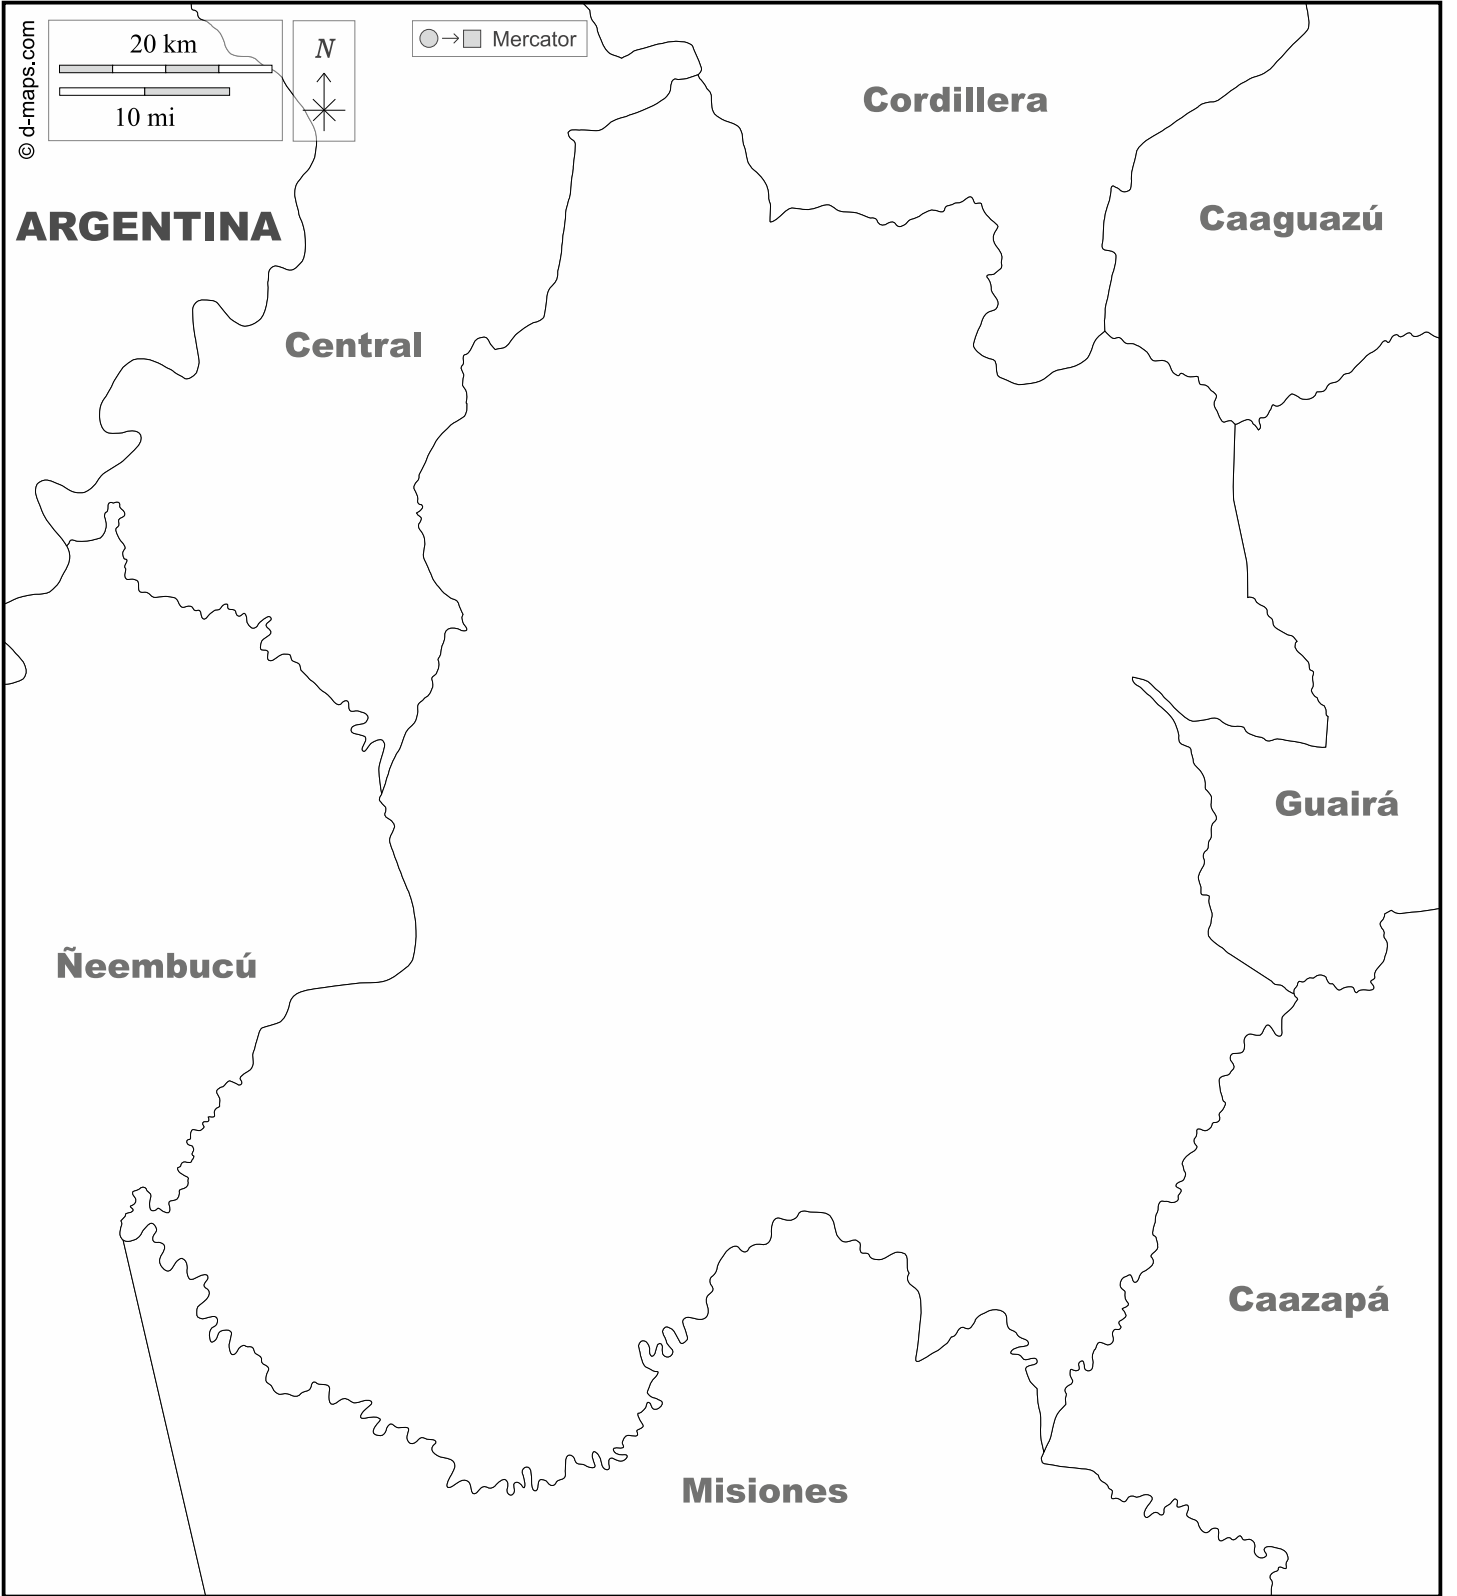 © d-maps.com
20 km
10 mi
N
Mercator
Cordillera
Caaguazú
ARGENTINA
Central
Guairá
Ñeembucú
Caazapá
Misiones